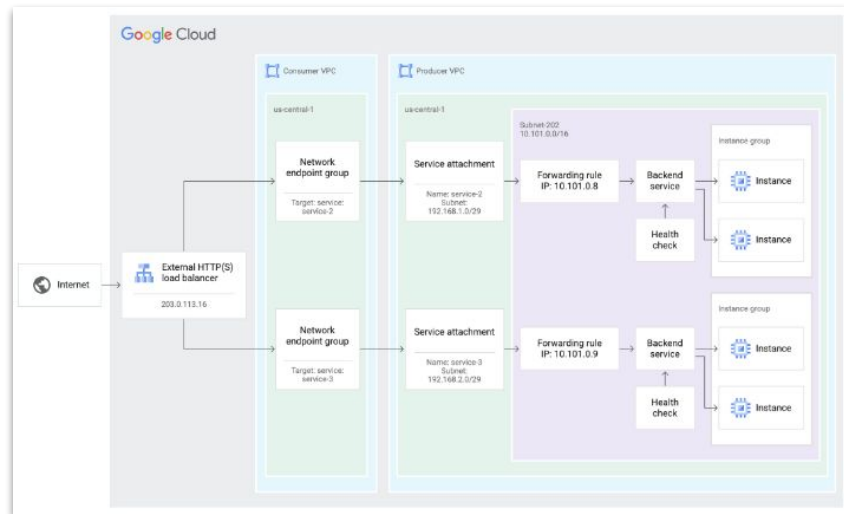 Google Cloud
Consumer VPC
Producer VPC
us-central-1
us-central-1
Subnet-202
10.101.0.0/16
Instance group
Network
endpoint group
Target: service:
service-2
Service attachment
Name: service-2
Subnet:
192.168.1.0/29
Forwarding rule
IP: 10.101.0.8
Backend
service
Instance
Instance
Health
check
Internet
External HTTP(S)
load balancer
203.0.113.16
Instance group
Network
endpoint group
Target: service:
service-3
Service attachment
Name: service-3
Subnet:
192.168.2.0/29
Forwarding rule
IP: 10.101.0.9
Backend
service
Instance
Instance
Health
check